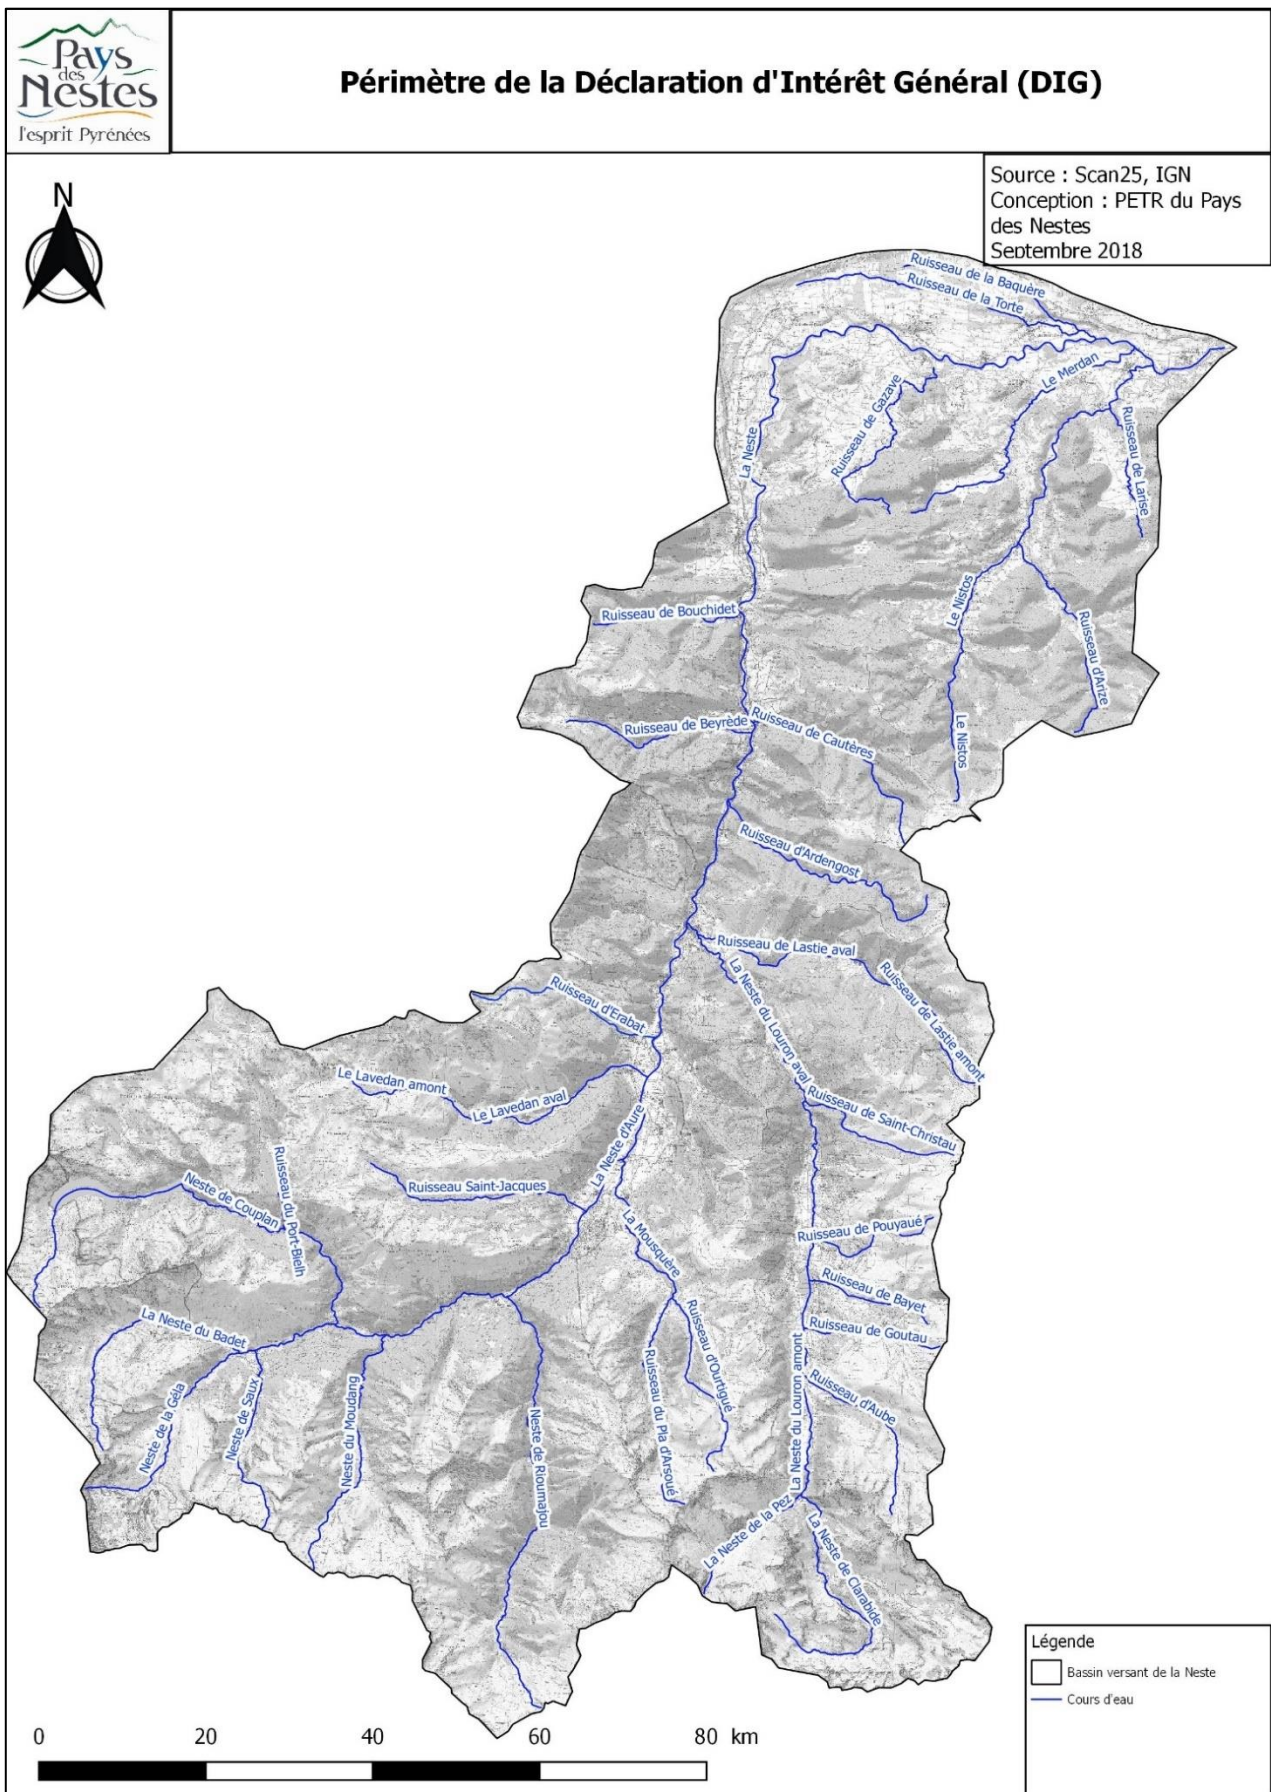 Pays
des
Nestes
l'esprit Pyrénées
Périmètre de la Déclaration d'Intérêt Général (DIG)
Source : Scan25, IGN
Conception : PETR du Pays
des Nestes
Septembre 2018
N
Ruisseau de la Baquère
Ruisseau de la Torte
Le Merdan
Ruisseau de Gazave
La Neste
Ruisseau de Larise
Le Nistos
Ruisseau de Bouchidet
Ruisseau d'Arize
Ruisseau de Beyrède
Ruisseau de Cautères
Le Nistos
Ruisseau d'Ardengost
Ruisseau de Lastie aval
La Neste du Louron aval
Ruisseau de Lastie amont
Ruisseau d'Erabat
Le Lavedan amont
Le Lavedan aval
La Neste d'Aure
Ruisseau de Saint-Christau
Ruisseau du Port-Bielh
Neste de Couplan
Ruisseau Saint-Jacques
La Mousquère
Ruisseau de Pouyaué
Ruisseau de Bayet
La Neste du Badet
Ruisseau d'Ourtigué
Ruisseau de Goutau
Ruisseau du Pla d'Arsoué
La Neste du Louron amont
Ruisseau d'Aube
Neste de la Géla
Neste de Saux
Neste du Moudang
Neste de Rioumajou
La Neste de la Pez
La Neste de Clarabide
Légende
Bassin versant de la Neste
Cours d'eau
0 20 40 60 80 km